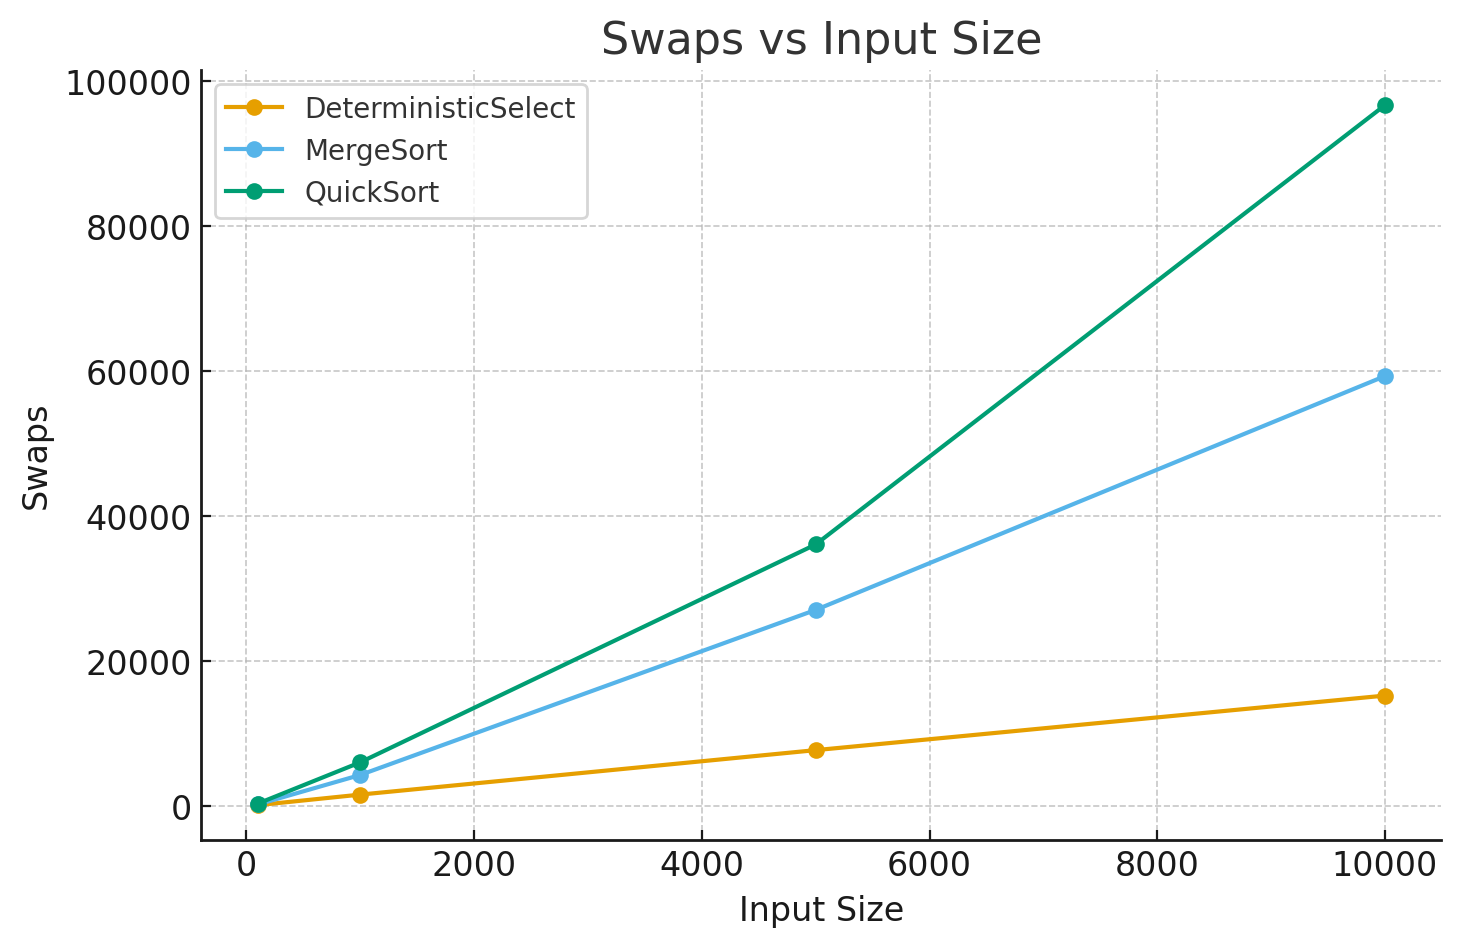 Swaps vs Input Size
100000
80000
60000
40000
20000
0
Swaps
DeterministicSelect
MergeSort
QuickSort
0 2000 4000 6000 8000 10000
Input Size